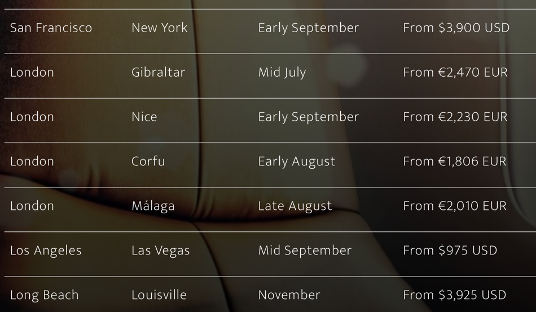 San Francisco New York Early September From $3,900 USD
London Gibraltar Mid July From €2,470 EUR
London Nice Early September From €2,230 EUR
London Corfu Early August From €1,806 EUR
London Málaga Late August From €2,010 EUR
Los Angeles Las Vegas Mid September From $975 USD
Long Beach Louisville November From $3,925 USD